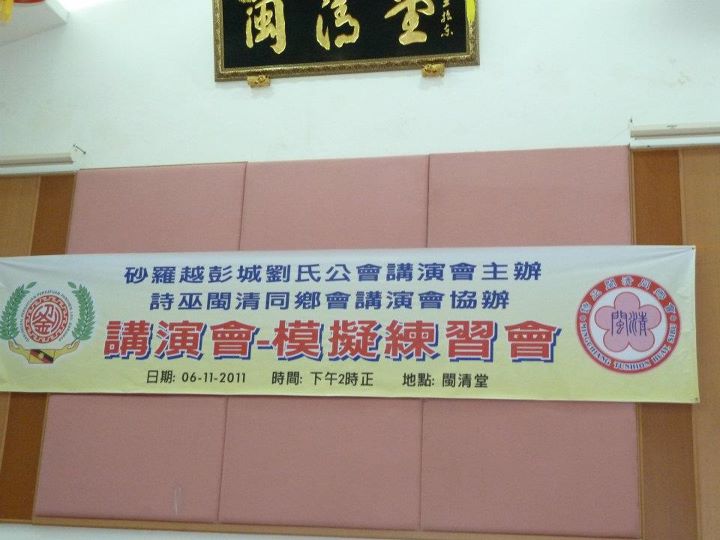 閩清堂
砂羅越彭城劉氏公會講演會主辦
詩巫閩清同鄉會講演會協辦
講演會-模擬練習會
日期: 06-11-2011 時間: 下午2時正 地點: 閩清堂
閩清